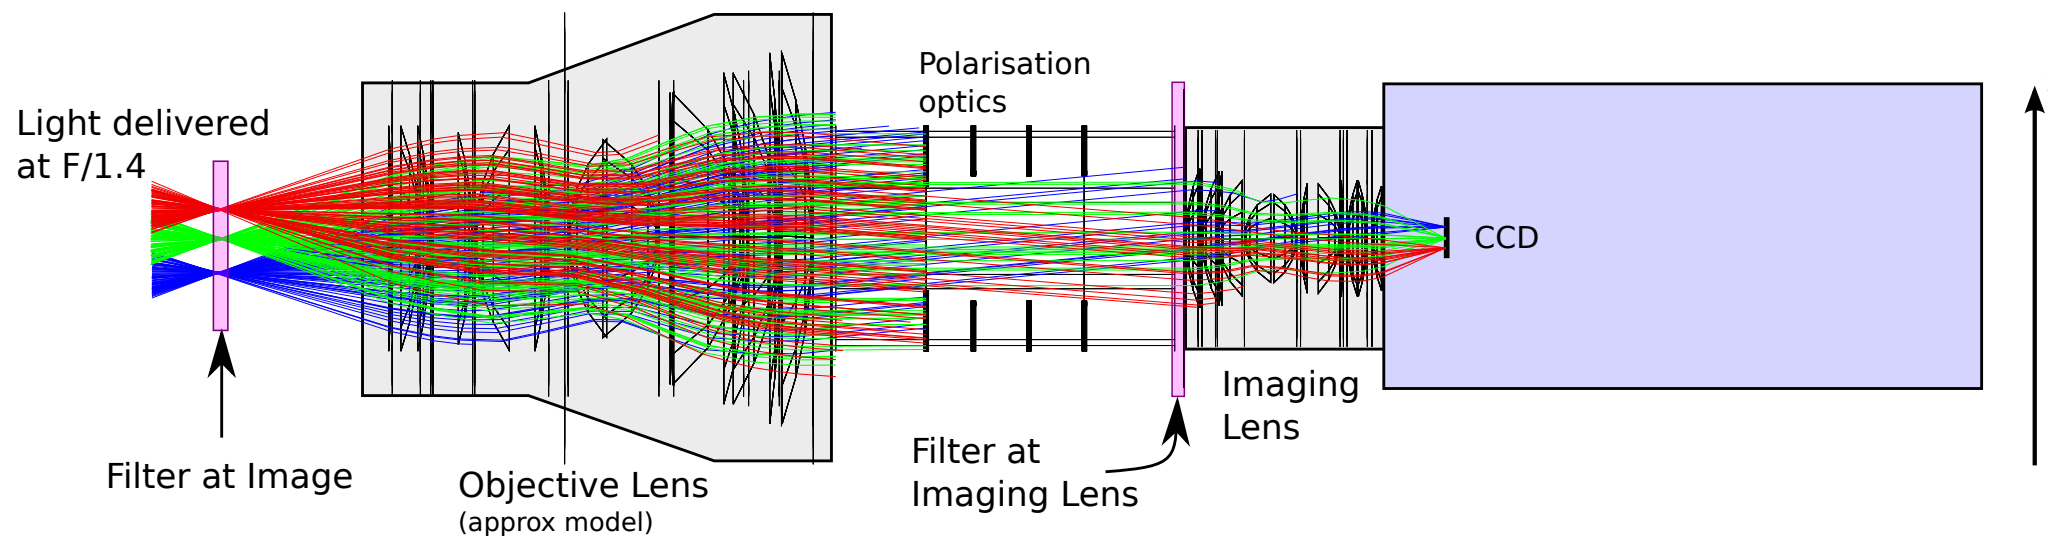 Light delivered
at F/1.4
Filter at Image
Objective Lens
(approx model)
Polarisation
optics
Filter at
Imaging Lens
Imaging
Lens
CCD